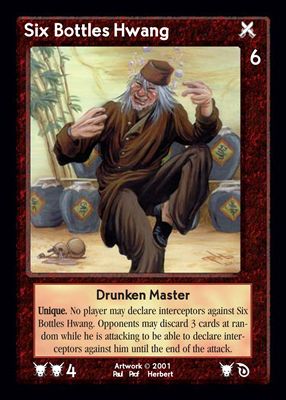 Six Bottles Hwang
6
Drunken Master
Unique. No player may declare interceptors against Six
Bottles Hwang. Opponents may discard 3 cards at ran-
dom while he is attacking to be able to declare inter-
ceptors against him until the end of the attack.
4
Artwork © 2001
Paul Prof Herbert